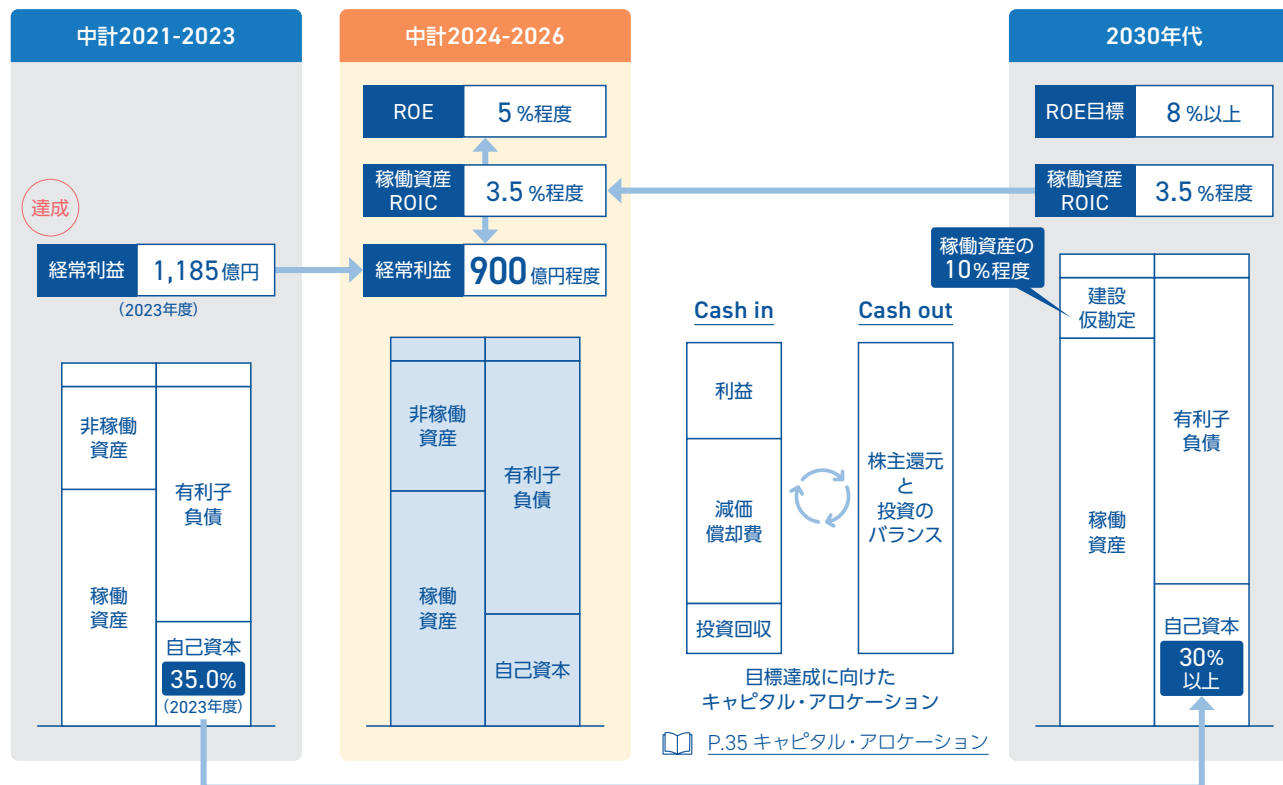 中計2021-2023
達成
経常利益 1,185億円
（2023年度）
非稼働
資産
稼働
資産
有利子
負債
自己資本
35.0%
（2023年度）
中計2024-2026
ROE 5％程度
稼働資産
ROIC
3.5％程度
経常利益 900億円程度
非稼働
資産
稼働
資産
有利子
負債
自己資本
Cash in
利益
減価
償却費
投資回収
Cash out
株主還元
と
投資の
バランス
目標達成に向けた
キャピタル・アロケーション
P.35 キャピタル・アロケーション
2030年代
ROE目標 8％以上
稼働資産
ROIC
3.5％程度
稼働資産の
10％程度
建設
仮勘定
稼働
資産
有利子
負債
自己資本
30%
以上